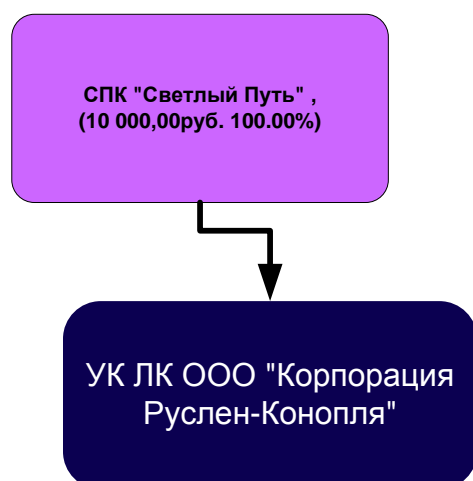 СПК "Светлый Путь" ,
(10 000,00руб. 100.00%)
УК ЛК ООО "Корпорация
Руслен-Конопля"